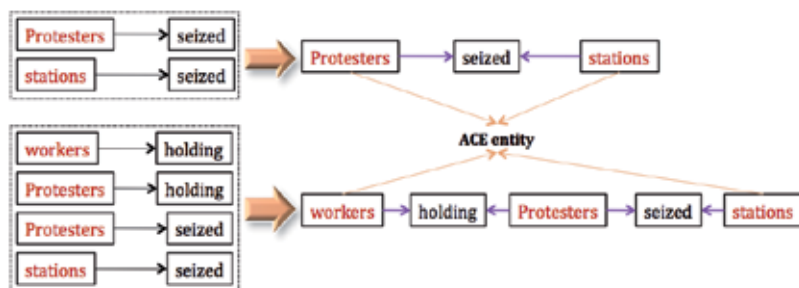 Protesters seized
stations seized
Protesters seized stations
ACE entity
workers holding
Protesters holding
Protesters seized
stations seized
workers holding Protesters seized stations